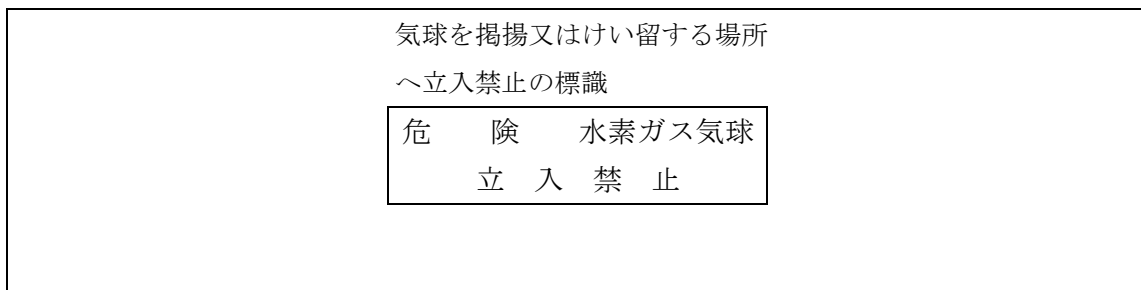 気球を掲揚又はけい留する場所
へ立入禁止の標識
危　険　水素ガス気球
立　入　禁　止